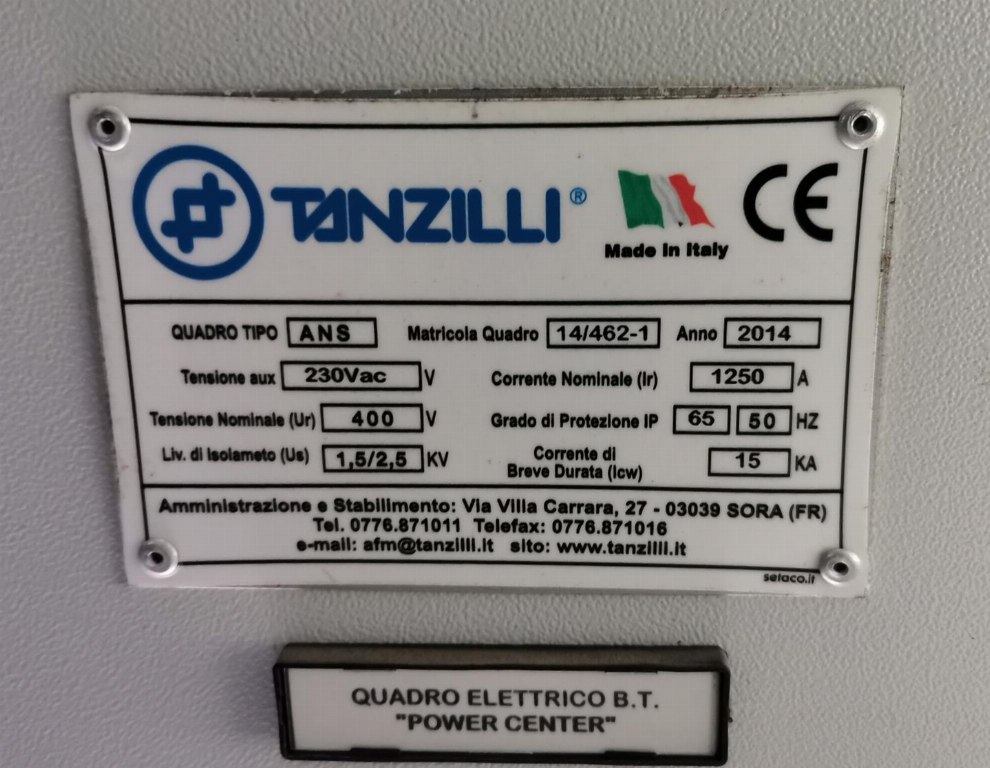 TANZILLI®
Made In Italy
CE
QUADRO TIPO ANS Matricola Quadro 14/462-1 Anno 2014
Tensione aux 230Vac V Corrente Nominale (Ir) 1250 A
Tensione Nominale (Ur) 400 V Grado di Protezione IP 65 50 HZ
Liv. di Isolameto (Us) 1,5/2,5 KV Corrente di
Breve Durata (Icw) 15 KA
Amministrazione e Stabilimento: Via Villa Carrara, 27 - 03039 SORA (FR)
Tel. 0776.871011 Telefax: 0776.871016
e-mail: afm@tanzilli.it sito: www.tanzilli.it
setaco.it
QUADRO ELETTRICO B.T.
"POWER CENTER"